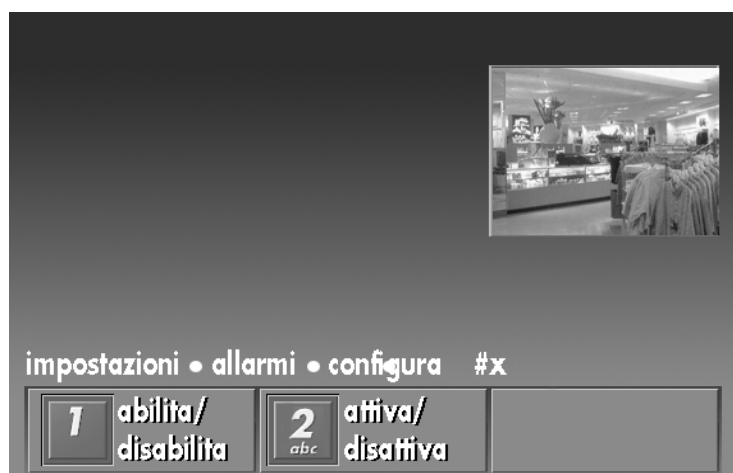 impostazioni • allarmi • configura #x
1 abilita/ 2 attiva/
abc disabilita disattiva